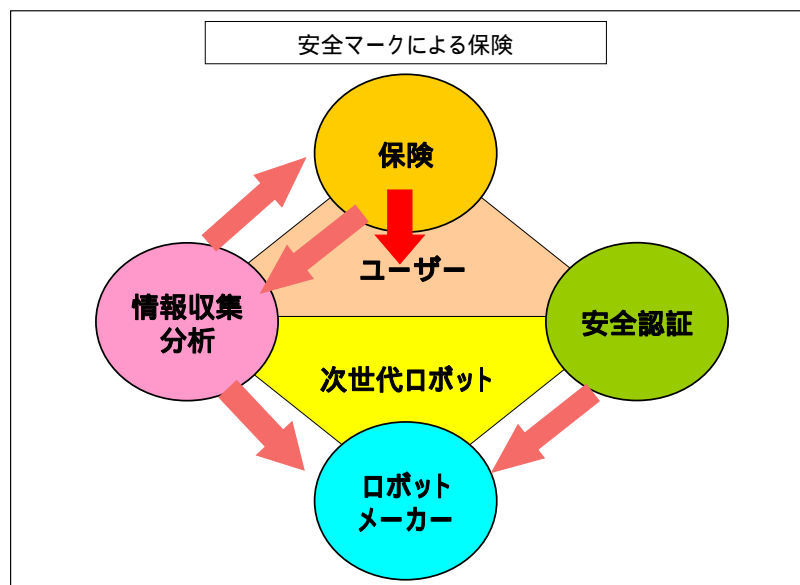 安全マークによる保険
保険
ユーザー
情報収集
分析
安全認証
次世代ロボット
ロボット
メーカー